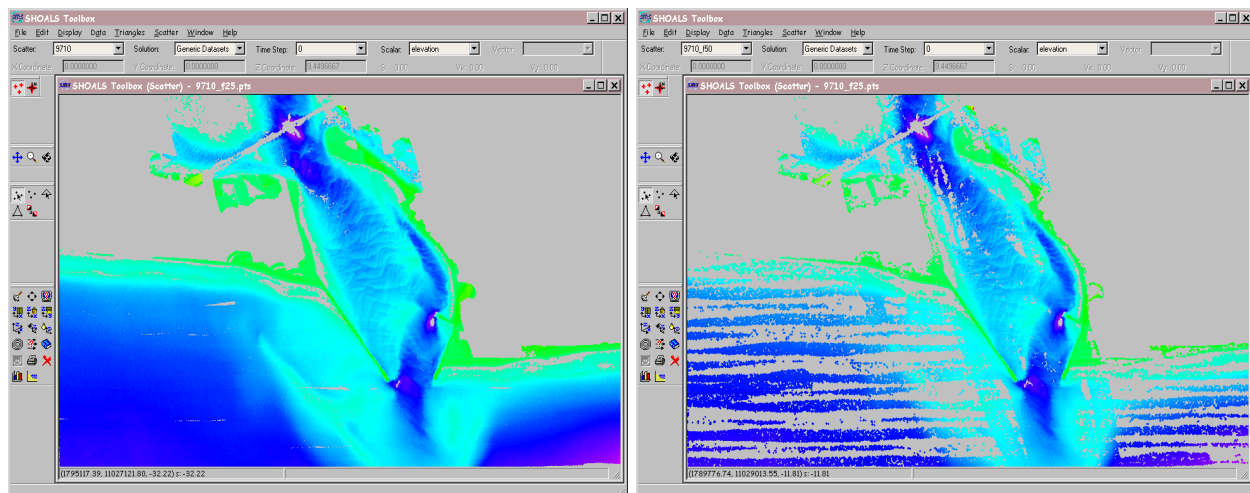 SHOALS Toolbox
File Edit Display Data Triangles Scatter Window Help
Scatter: 9710 Solution: Generic Datasets Time Step: 0 Scalar: elevation Vector:
X-Coordinate: 0.0000000 Y-Coordinate: 0.0000000 Z-Coordinate: 9.4496667 S: 0.00 Vx: 0.00 Vy: 0.00
SHOALS Toolbox (Scatter) - 9710_f25.pts
(1795117.39, 11027121.80, -32.22) s: -32.22
SHOALS Toolbox
File Edit Display Data Triangles Scatter Window Help
Scatter: 9710_f50 Solution: Generic Datasets Time Step: 0 Scalar: elevation Vector:
X-Coordinate: 0.0000000 Y-Coordinate: 0.0000000 Z-Coordinate: 9.4496667 S: 0.00 Vx: 0.00 Vy: 0.00
SHOALS Toolbox (Scatter) - 9710_f25.pts
(1789776.74, 11029013.55, -11.81) s: -11.81